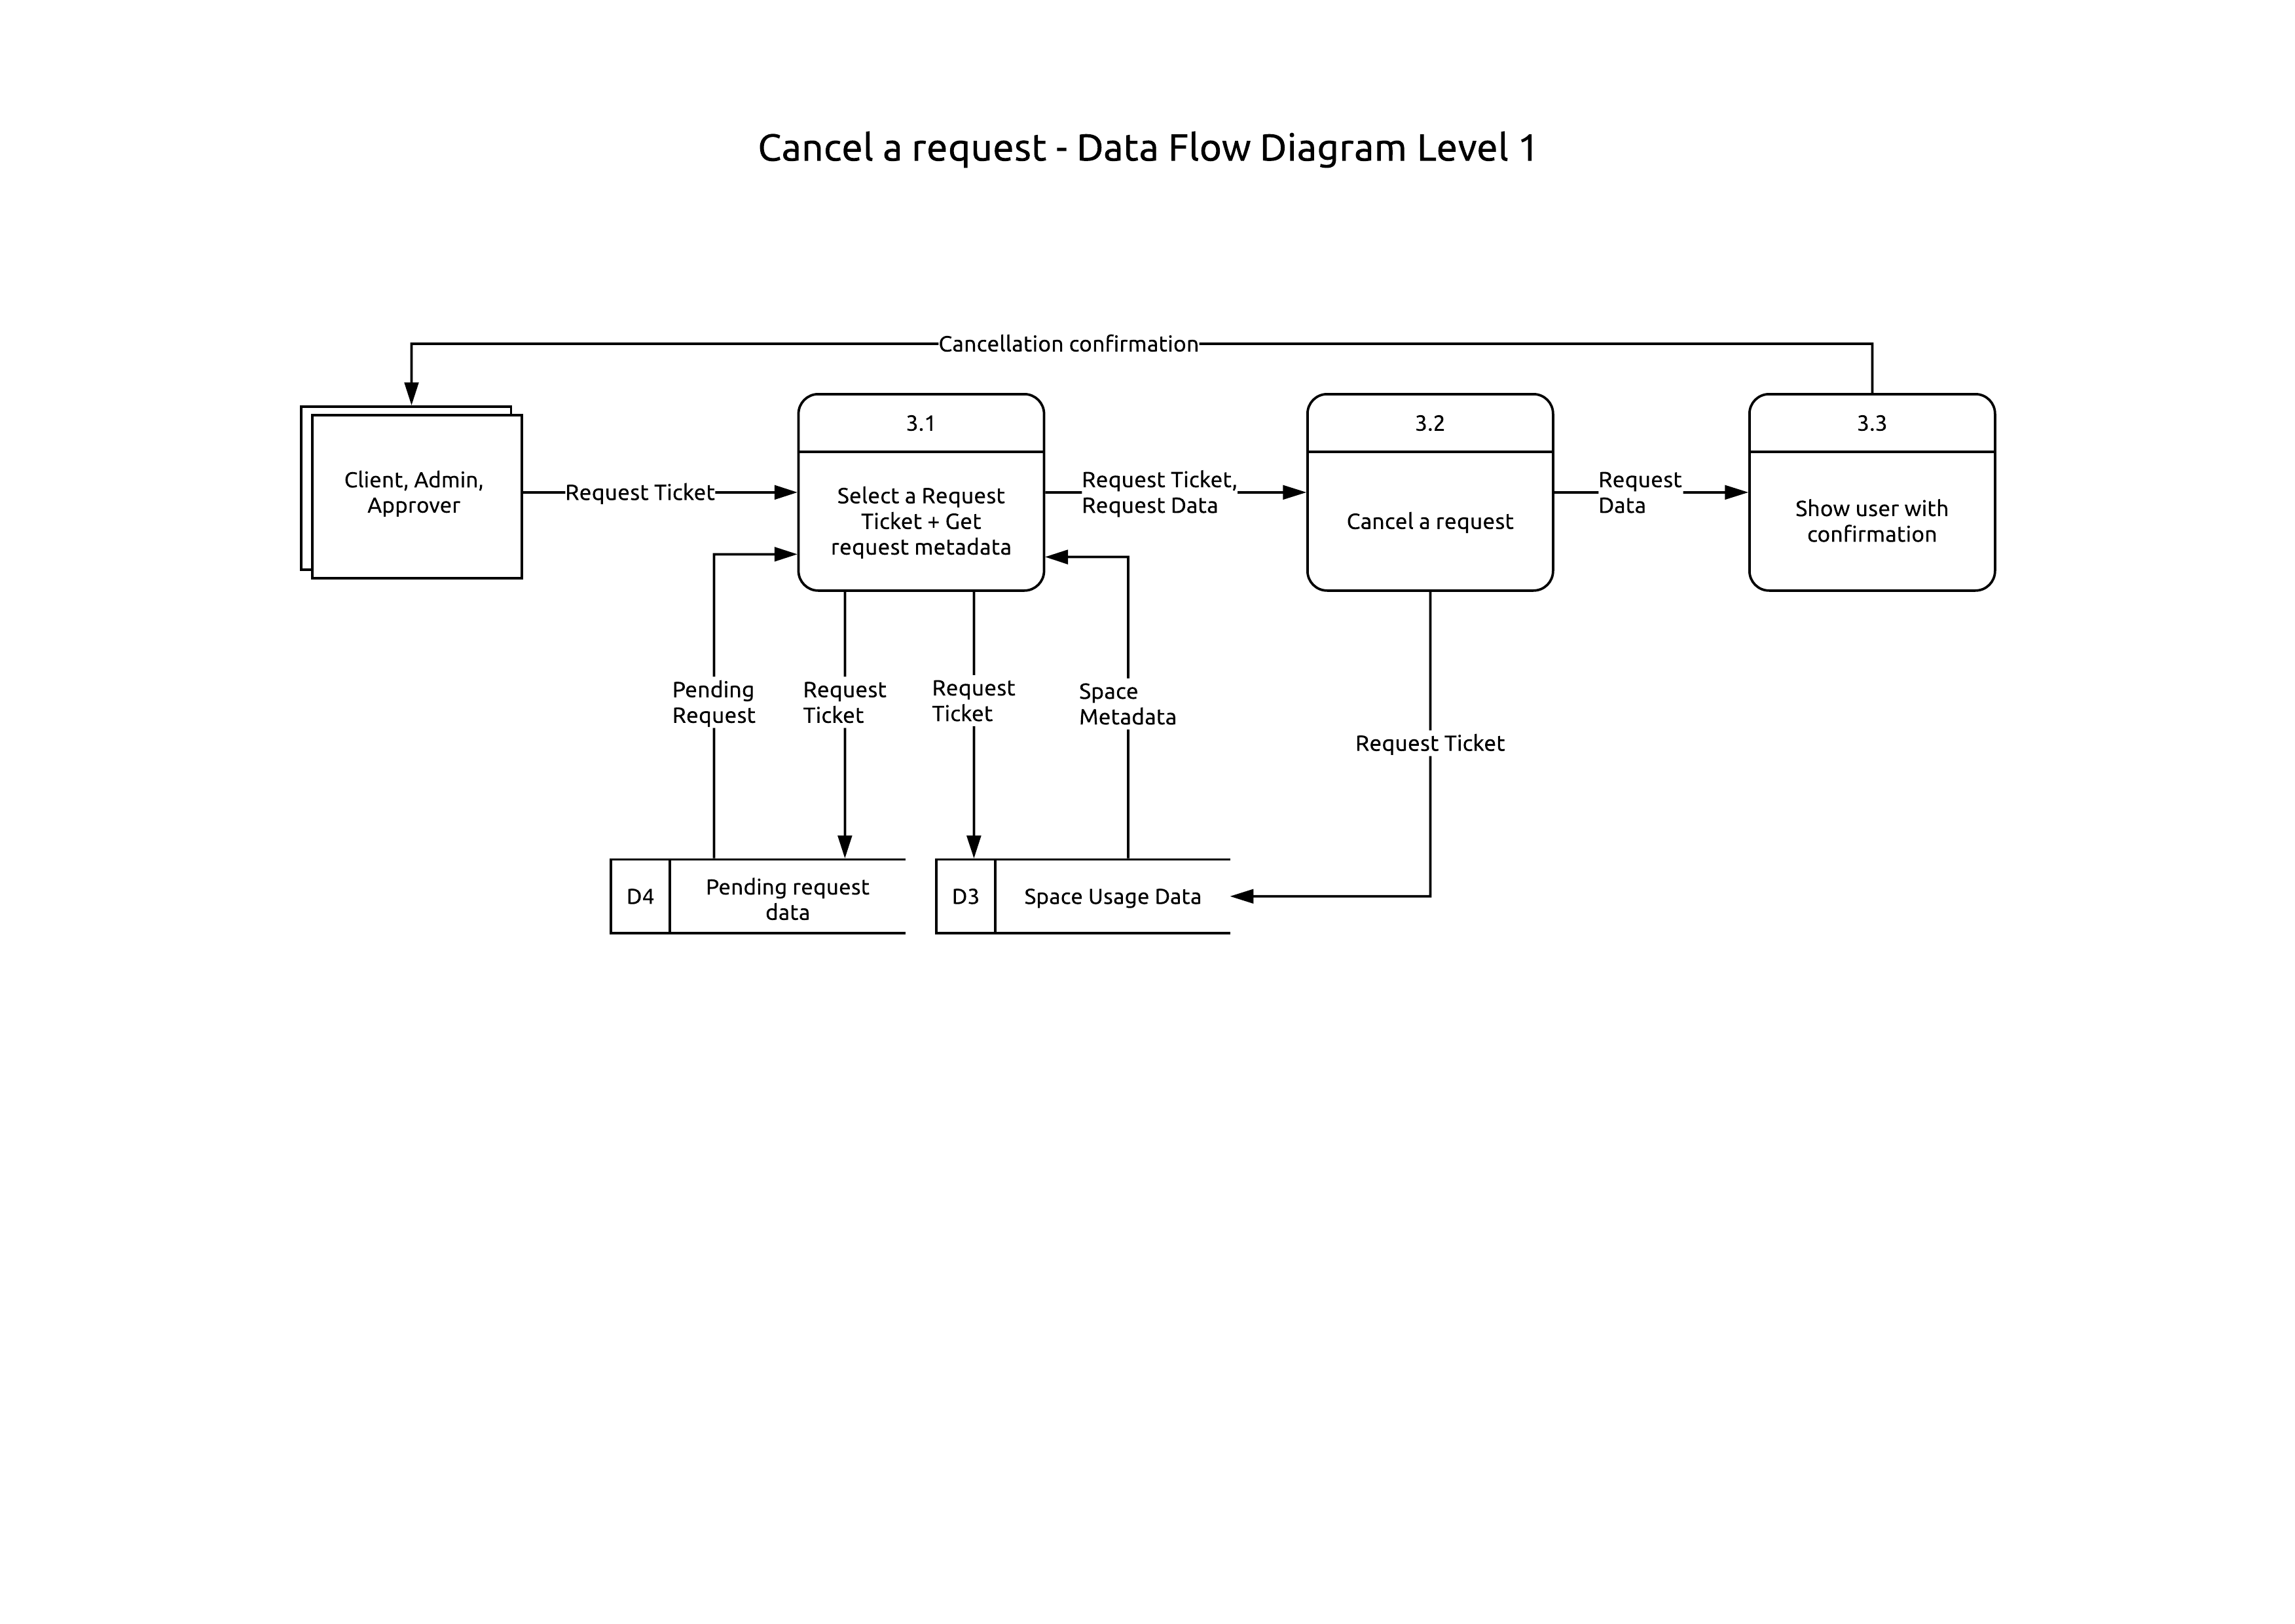 Cancel a request - Data Flow Diagram Level 1
Cancellation confirmation
Client, Admin,
Approver
Request Ticket
3.1
Select a Request
Ticket + Get
request metadata
Request Ticket,
Request Data
3.2
Cancel a request
Request
Data
3.3
Show user with
confirmation
Pending
Request
Request
Ticket
Request
Ticket
Space
Metadata
Request Ticket
D4
Pending request
data
D3
Space Usage Data